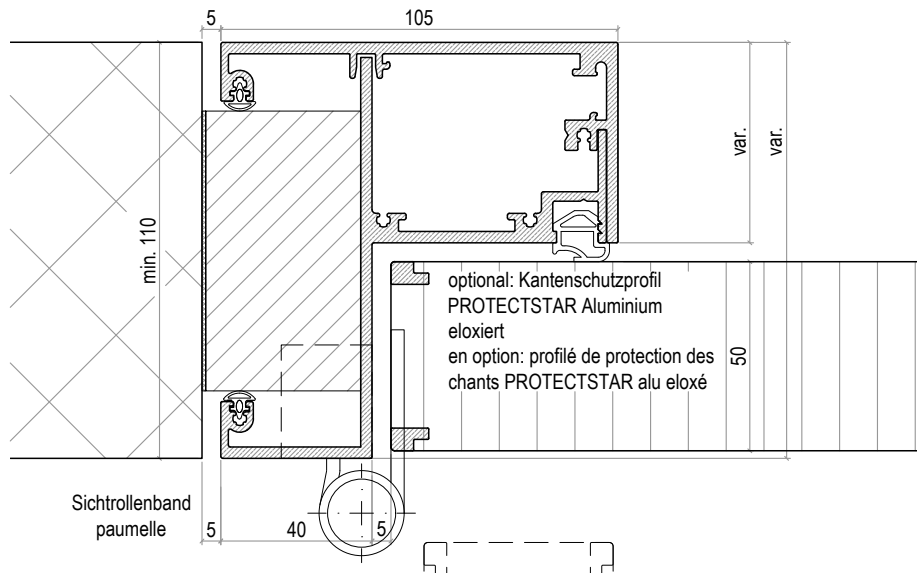 5
105
var.
var.
min. 110
optional: Kantenschutzprofil
PROTECTSTAR Aluminium
eloxiert
en option: profilé de protection des
chants PROTECTSTAR alu eloxé
50
Sichtrollenband
paumelle
5
40
5